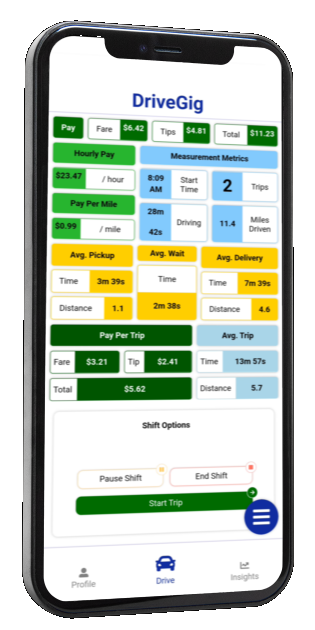 DriveGig
Pay Fare $6.42 Tips $4.81 Total $11.23
Hourly Pay Measurement Metrics
$23.47 / hour 8:09 AM Start Time 2 Trips
Pay Per Mile
$0.99 / mile 28m 42s Driving 11.4 Miles Driven
Avg. Pickup Avg. Wait Avg. Delivery
Time 3m 39s Time Time 7m 39s
Distance 1.1 2m 38s Distance 4.6
Pay Per Trip Avg. Trip
Fare $3.21 Tip $2.41 Time 13m 57s
Total $5.62 Distance 5.7
Shift Options
Pause Shift End Shift
Start Trip
Profile Drive Insights